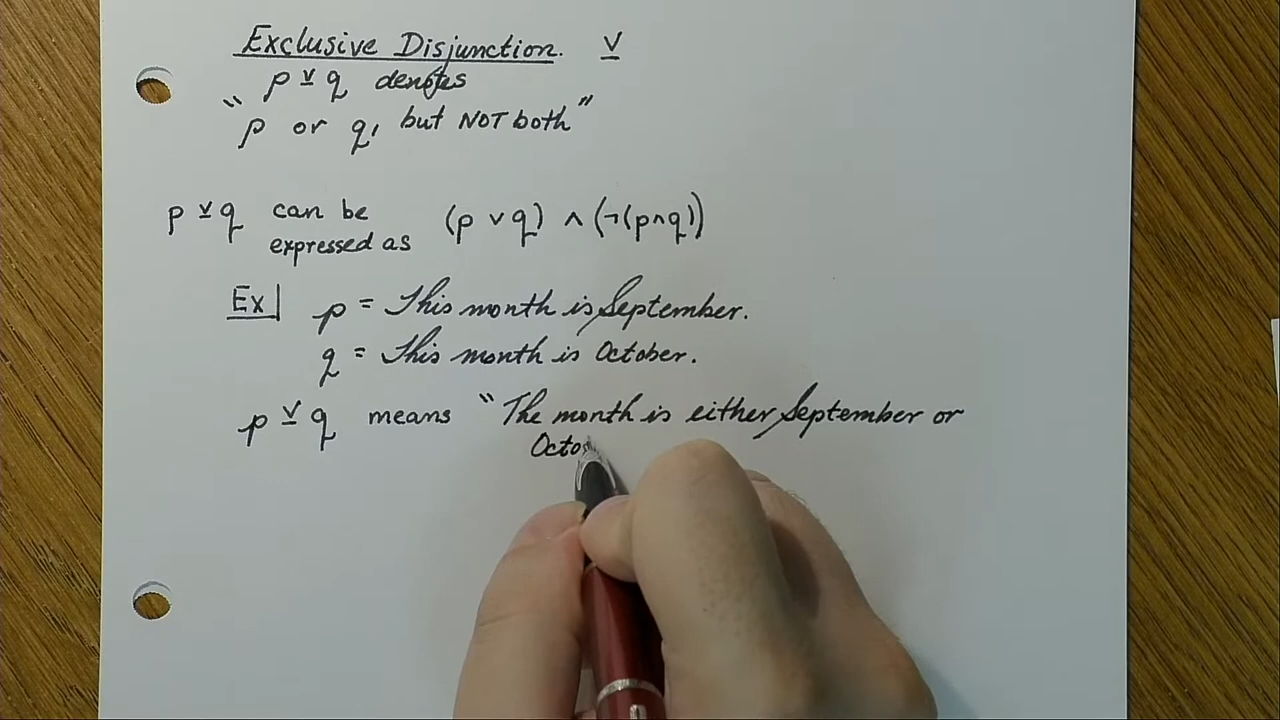 Exclusive Disjunction. ⊻
p ⊻ q denotes
"p or q, but NOT both"
p ⊻ q can be
expressed as (p ∨ q) ∧ (¬(p∧q))
Ex p = This month is September.
q = This month is October.
p ⊻ q means "The month is either September or
Octo